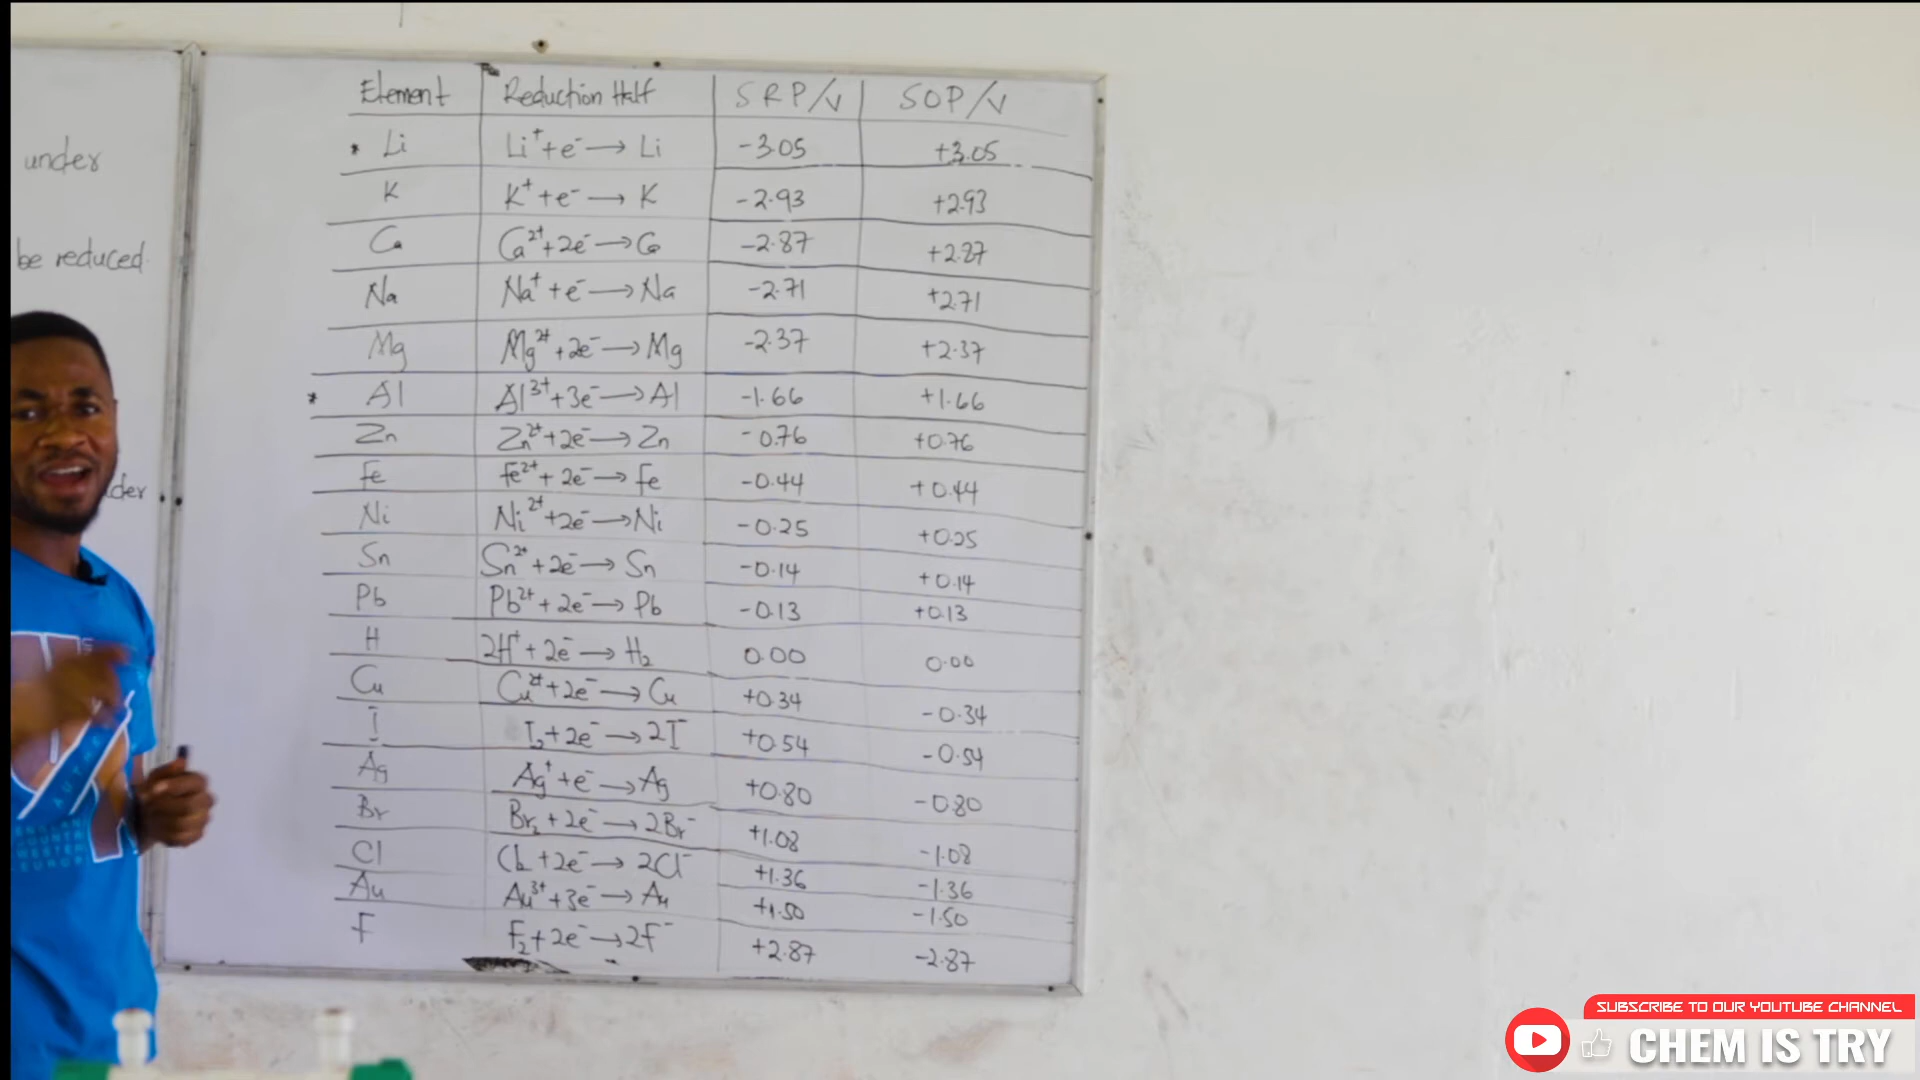 under
be reduced.
der
Element Reduction Half SRP/V SOP/V
* Li Li⁺+e⁻ → Li -3.05 +3.05
K K⁺+e⁻ → K -2.93 +2.93
Ca Ca²⁺+2e⁻ → Ca -2.87 +2.87
Na Na⁺+e⁻ → Na -2.71 +2.71
Mg Mg²⁺+2e⁻ → Mg -2.37 +2.37
* Al Al³⁺+3e⁻ → Al -1.66 +1.66
Zn Zn²⁺+2e⁻ → Zn -0.76 +0.76
Fe Fe²⁺+2e⁻ → Fe -0.44 +0.44
Ni Ni²⁺+2e⁻ → Ni -0.25 +0.25
Sn Sn²⁺+2e⁻ → Sn -0.14 +0.14
Pb Pb²⁺+2e⁻ → Pb -0.13 +0.13
H 2H⁺+2e⁻ → H₂ 0.00 0.00
Cu Cu²⁺+2e⁻ → Cu +0.34 -0.34
I I₂+2e⁻ → 2I⁻ +0.54 -0.54
Ag Ag⁺+e⁻ → Ag +0.80 -0.80
Br Br₂+2e⁻ → 2Br⁻ +1.08 -1.08
Cl Cl₂+2e⁻ → 2Cl⁻ +1.36 -1.36
Au Au³⁺+3e⁻ → Au +1.50 -1.50
F F₂+2e⁻ → 2F⁻ +2.87 -2.87
SUBSCRIBE TO OUR YOUTUBE CHANNEL
CHEM IS TRY